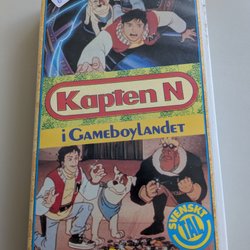 Kapten N
i GAMEBOYLANDET
SVENSKT
TAL